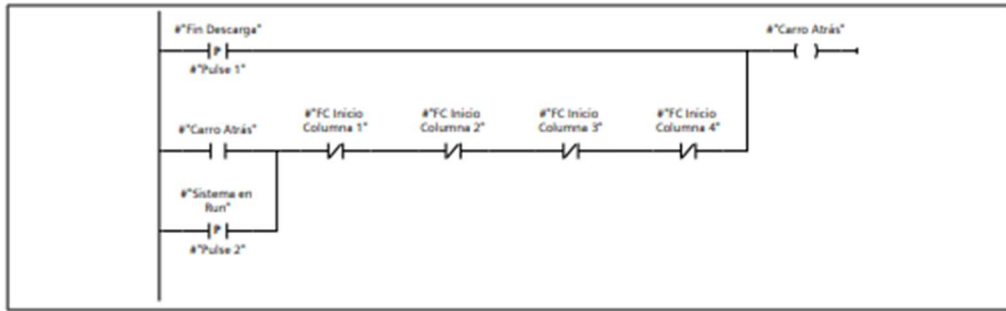 #"Fin Descarga"
#"Carro Atrás"
P
#"Pulse 1"
#"Carro Atrás"
#"FC Inicio
Columna 1"
#"FC Inicio
Columna 2"
#"FC Inicio
Columna 3"
#"FC Inicio
Columna 4"
#"Sistema en
Run"
P
#"Pulse 2"